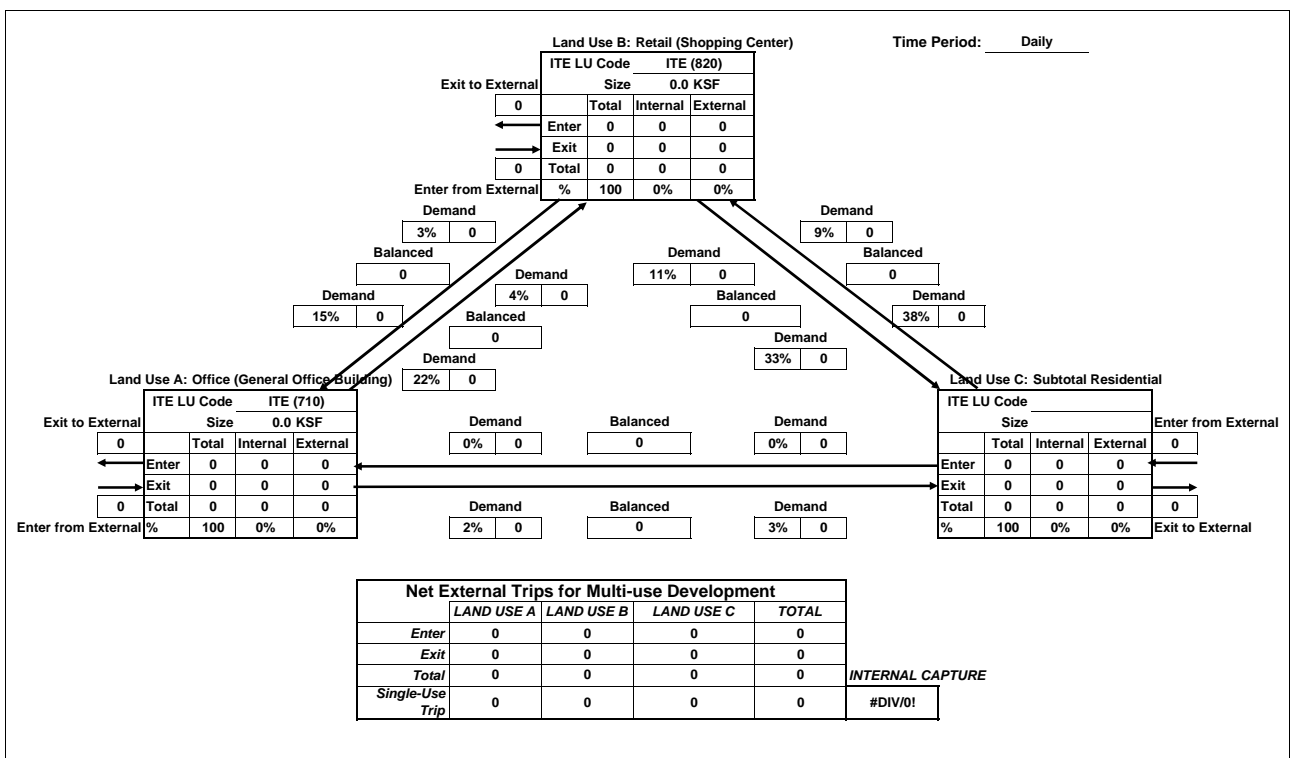 Land Use B: Retail (Shopping Center)
Time Period: Daily
ITE LU Code ITE (820)
Exit to External Size 0.0 KSF
0 Total Internal External
Enter 0 0 0
Exit 0 0 0
0 Total 0 0 0
Enter from External % 100 0% 0%
Demand Demand
3% 0 9% 0
Balanced Demand Balanced
0 Demand 11% 0 0
Demand 4% 0 Balanced Demand
15% 0 Balanced 0 38% 0
0 Demand
Demand 33% 0
Land Use A: Office (General Office Building) 22% 0 Land Use C: Subtotal Residential
ITE LU Code ITE (710) ITE LU Code
Exit to External Size 0.0 KSF Demand Balanced Demand Size Enter from External
0 Total Internal External 0% 0 0 0% 0 Total Internal External 0
Enter 0 0 0 Enter 0 0 0
Exit 0 0 0 Exit 0 0 0
0 Total 0 0 0 Demand Balanced Demand Total 0 0 0 0
Enter from External % 100 0% 0% 2% 0 0 3% 0 % 100 0% 0% Exit to External
Net External Trips for Multi-use Development
LAND USE A LAND USE B LAND USE C TOTAL
Enter 0 0 0 0
Exit 0 0 0 0
Total 0 0 0 0 INTERNAL CAPTURE
Single-Use
Trip 0 0 0 0 #DIV/0!